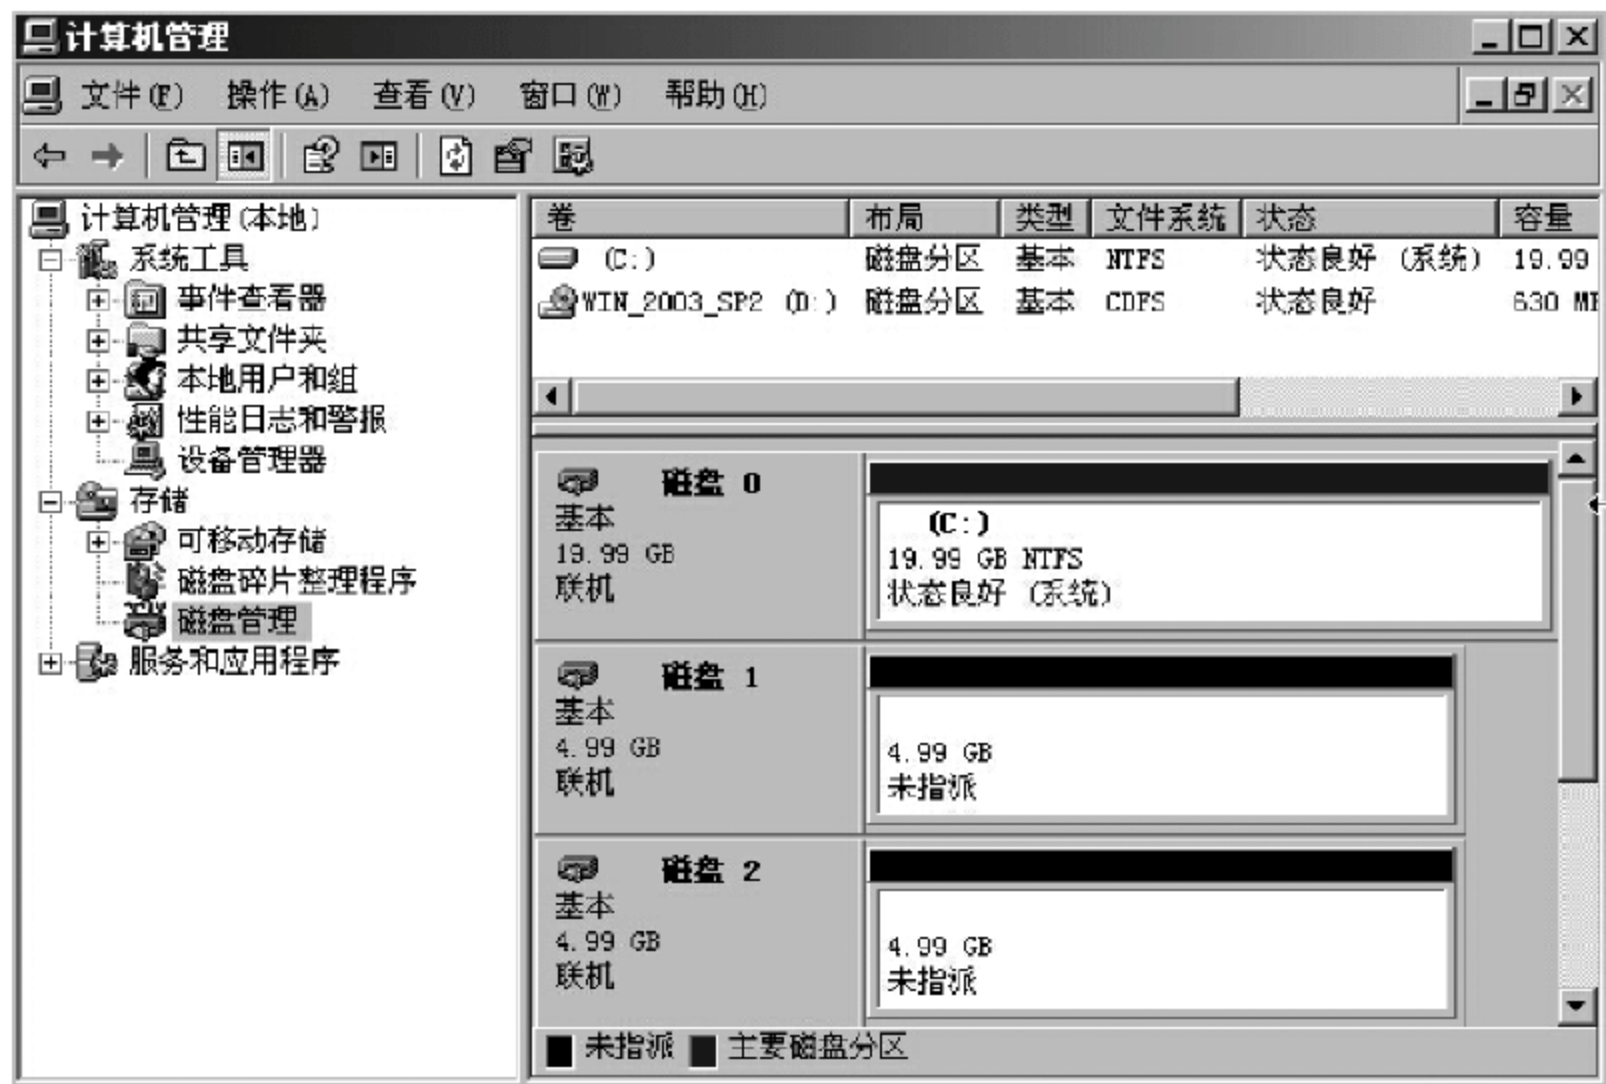 计算机管理
文件(F) 操作(A) 查看(V) 窗口(W) 帮助(H)
计算机管理(本地)
系统工具
事件查看器
共享文件夹
本地用户和组
性能日志和警报
设备管理器
存储
可移动存储
磁盘碎片整理程序
磁盘管理
服务和应用程序
卷 布局 类型 文件系统 状态 容量
(C:) 磁盘分区 基本 NTFS 状态良好 (系统) 19.99
WIN_2003_SP2 (D:) 磁盘分区 基本 CDFS 状态良好 630 MB
磁盘 0
基本
19.99 GB
联机
(C:)
19.99 GB NTFS
状态良好 (系统)
磁盘 1
基本
4.99 GB
联机
4.99 GB
未指派
磁盘 2
基本
4.99 GB
联机
4.99 GB
未指派
未指派 主要磁盘分区